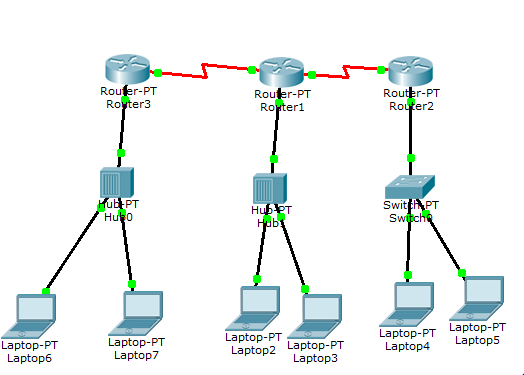 Router-PT
Router3
Router-PT
Router1
Router-PT
Router2
Hub-PT
Hub0
Hub-PT
Switch-PT
Switch0
Laptop-PT
Laptop6
Laptop-PT
Laptop7
Laptop-PT
Laptop2
Laptop-PT
Laptop3
Laptop-PT
Laptop4
Laptop-PT
Laptop5